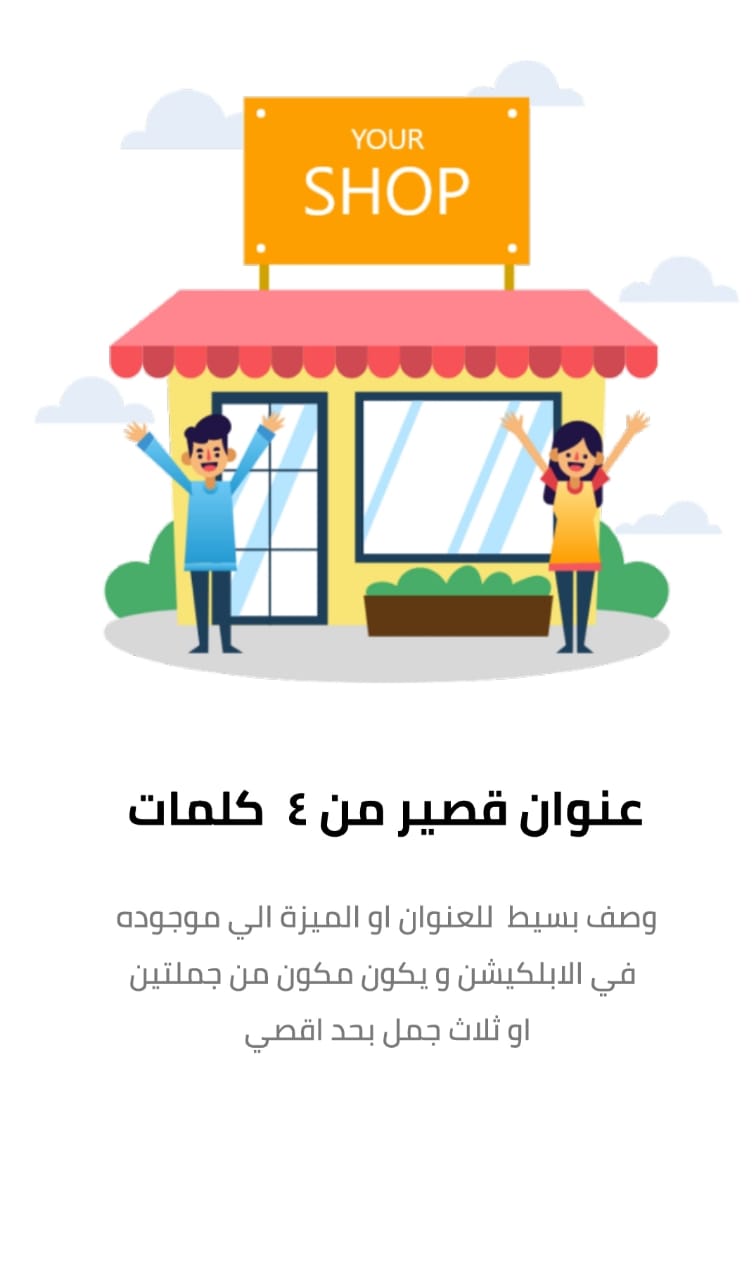 YOUR
SHOP
عنوان قصير من ٤ كلمات
وصف بسيط للعنوان او الميزة الي موجوده
في الابلكيشن و يكون مكون من جملتين
او ثلاث جمل بحد اقصي